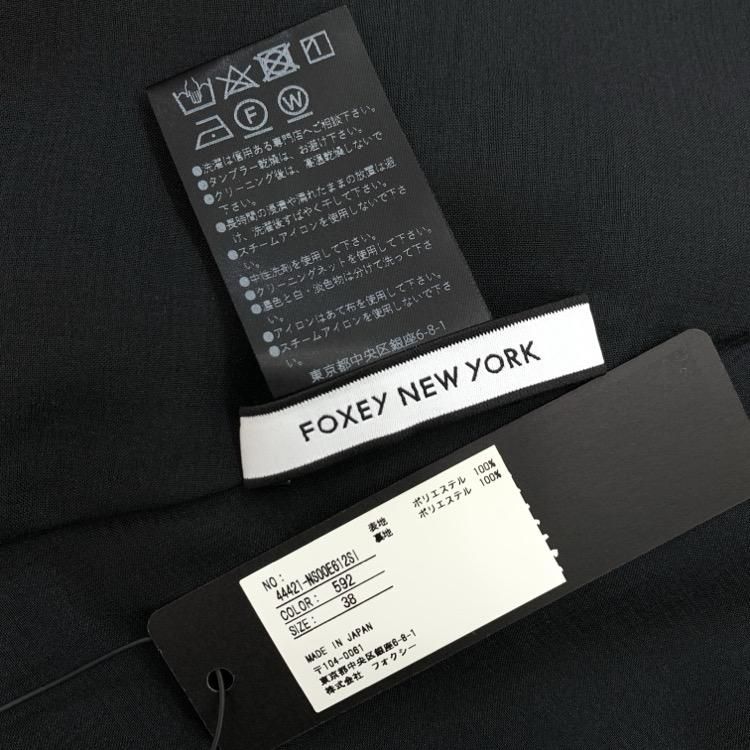 F
W
●洗濯は信用ある専門店へご相談下さい。
●タンブラー乾燥は、お避け下さい。
●クリーニング後は、高温乾燥しないで
下さい。
●長時間の浸漬や濡れたままの放置は避
け、洗濯後すばやく干して下さい。
●スチームアイロンを使用しないで下さ
い。
●中性洗剤を使用して下さい。
●クリーニングネットを使用して下さい。
●濃色と白・淡色物は分けて洗って下さ
い。
●アイロンはあて布を使用して下さい。
●スチームアイロンを使用しないで下さ
い。
東京都中央区銀座6-8-1
FOXEY NEW YORK
表地 ポリエステル 100%
裏地 ポリエステル 100%
NO:
44421-NSOOE612SI
COLOR: 592
SIZE: 38
MADE IN JAPAN
〒104-0061
東京都中央区銀座6-8-1
株式会社 フォクシー